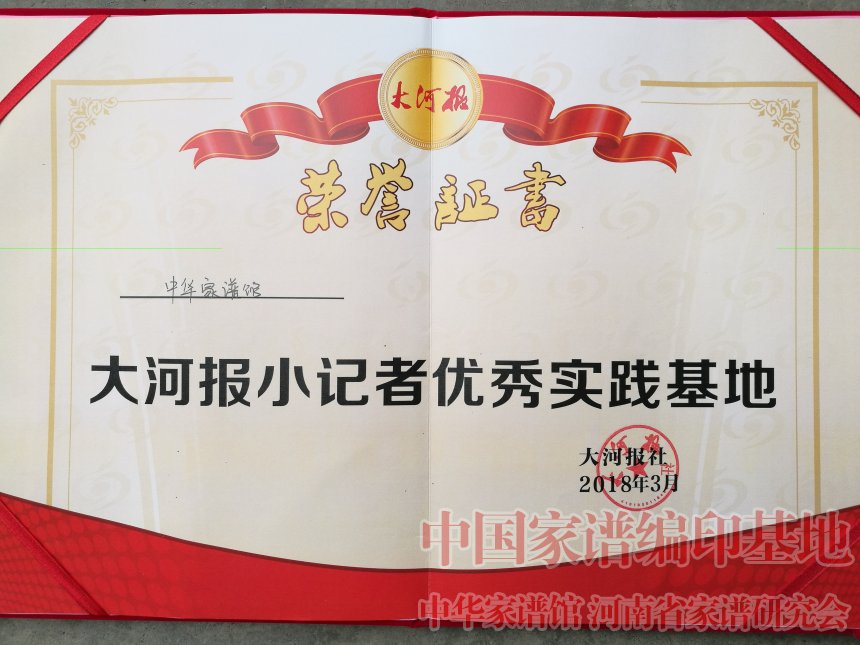 大河报
荣誉証書
中华家谱馆
大河报小记者优秀实践基地
大河报社
2018年3月
中国家谱编印基地
中华家谱馆 河南省家谱研究会